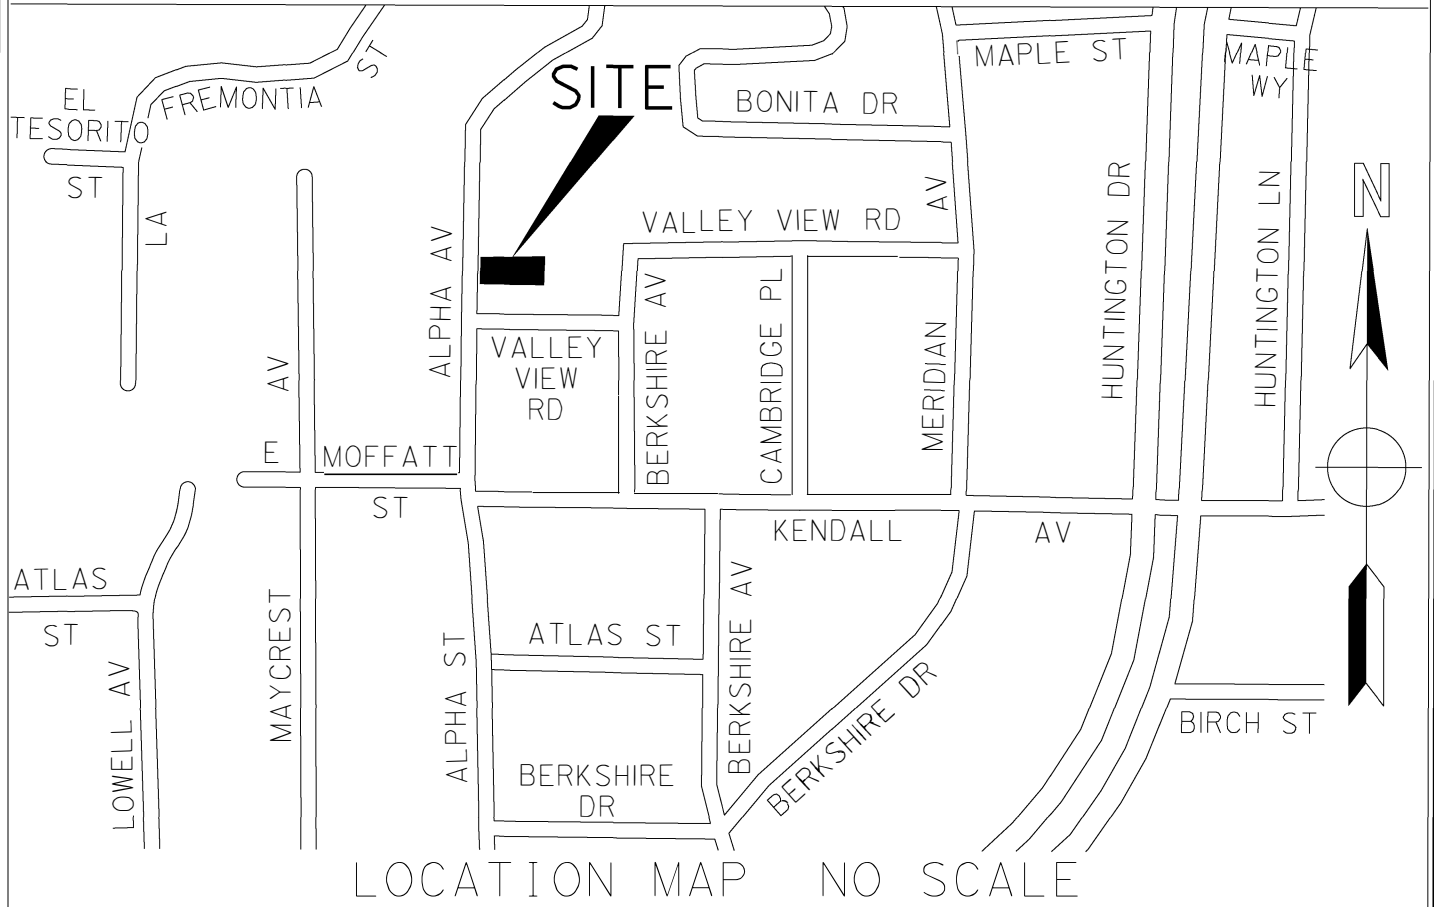 MAPLE ST
MAPLE
WY
ST
SITE
EL
TESORITO
ST
FREMONTIA
LA
BONITA DR
VALLEY VIEW RD
AV
MERIDIAN
HUNTINGTON DR
HUNTINGTON LN
N
ALPHA AV
VALLEY
VIEW
RD
BERKSHIRE AV
CAMBRIDGE PL
AV
MAYCREST
E
MOFFATT
ST
KENDALL
AV
ATLAS
ST
LOWELL AV
ALPHA ST
ATLAS ST
BERKSHIRE AV
BERKSHIRE DR
BERKSHIRE
DR
BIRCH ST
LOCATION MAP NO SCALE